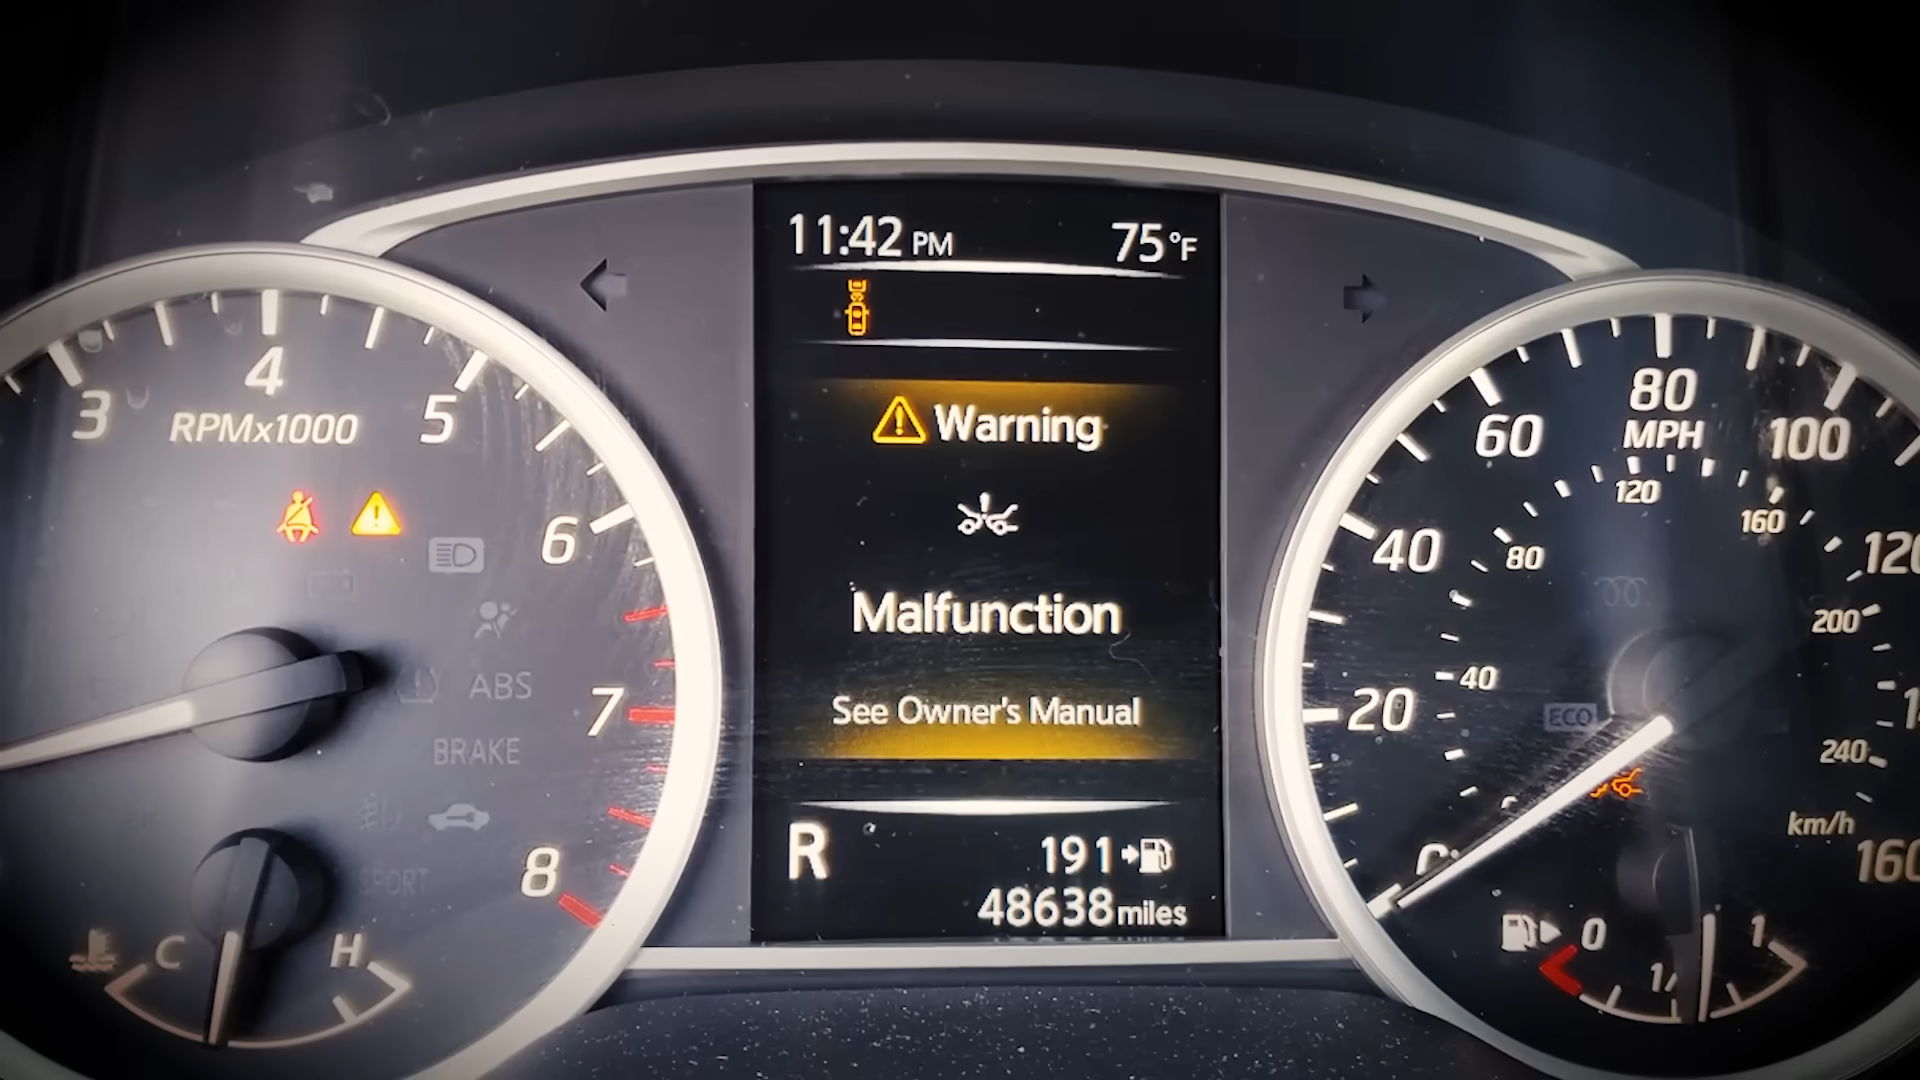 11:42 PM 75°F
Warning
Malfunction
See Owner's Manual
R 191
48638 miles
3 4 5 6 7 8
RPMx1000
ABS
BRAKE
SPORT
C H
20 40 60 80 100 120 160
MPH
40 80 120 160 200 240
km/h
ECO
0 1